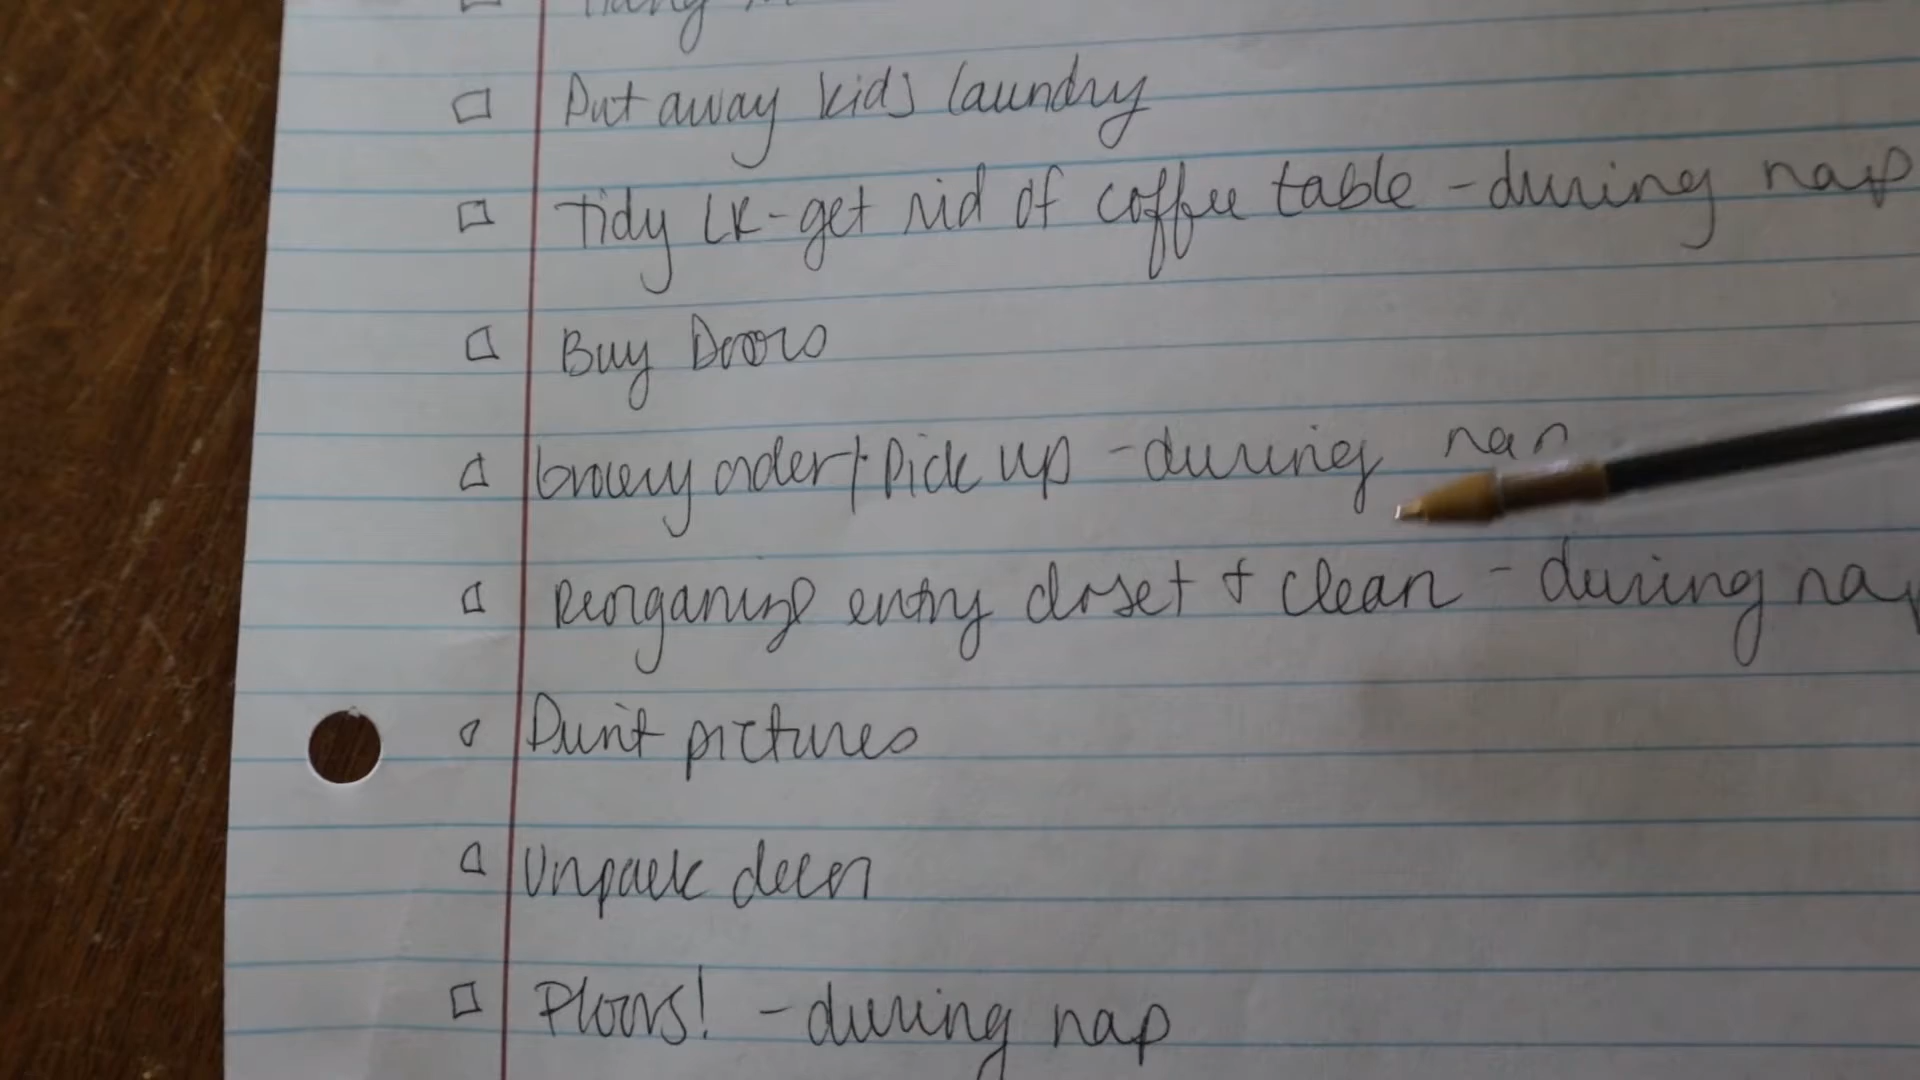 Hang
Put away kids laundry
Tidy LR - get rid of coffee table - during nap
Buy Doors
Grocery order + Pick up - during nap
Reorganize entry closet + clean - during nap
Print pictures
Unpack decor
Floors! - during nap